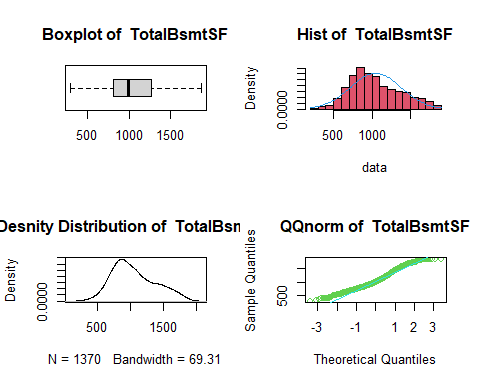 Boxplot of TotalBsmtSF
500 1000 1500
Hist of TotalBsmtSF
Density
0.0000
500 1000
data
Desnity Distribution of TotalBsn
Density
0.0000
500 1500
N = 1370 Bandwidth = 69.31
QQnorm of TotalBsmtSF
Sample Quantiles
500
-3 -1 1 2 3
Theoretical Quantiles